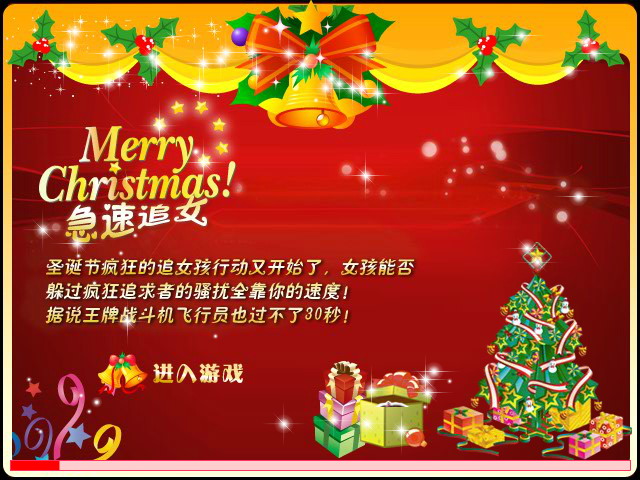 Merry
Christmas!
急速追女
圣诞节疯狂的追女孩行动又开始了，女孩能否
躲过疯狂追求者的骚扰全靠你的速度！
据说王牌战斗机飞行员也过不了30秒！
进入游戏